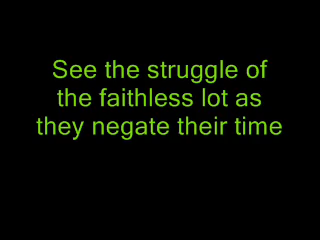 See the struggle of
the faithless lot as
they negate their time